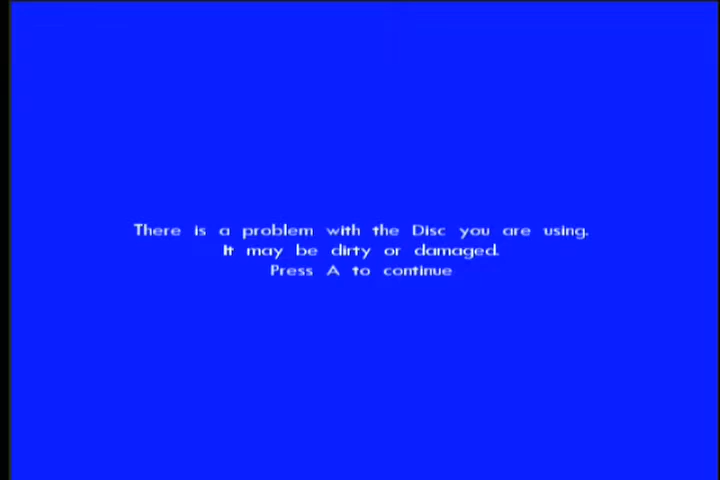 There is a problem with the Disc you are using.
It may be dirty or damaged.
Press A to continue